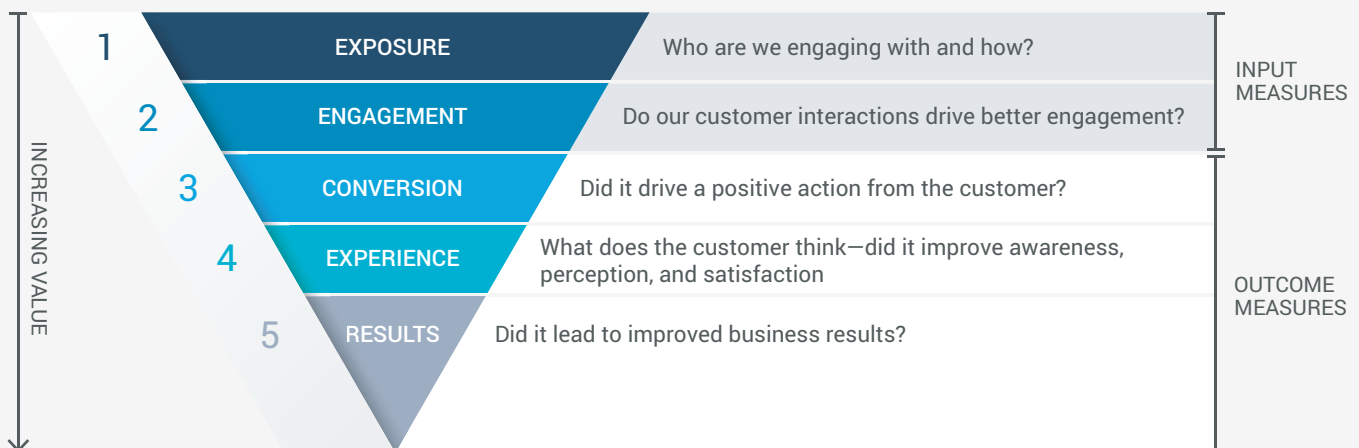 1
EXPOSURE
Who are we engaging with and how?
2
ENGAGEMENT
Do our customer interactions drive better engagement?
3
CONVERSION
Did it drive a positive action from the customer?
4
EXPERIENCE
What does the customer think—did it improve awareness,
perception, and satisfaction
5
RESULTS
Did it lead to improved business results?
INCREASING VALUE
INPUT
MEASURES
OUTCOME
MEASURES